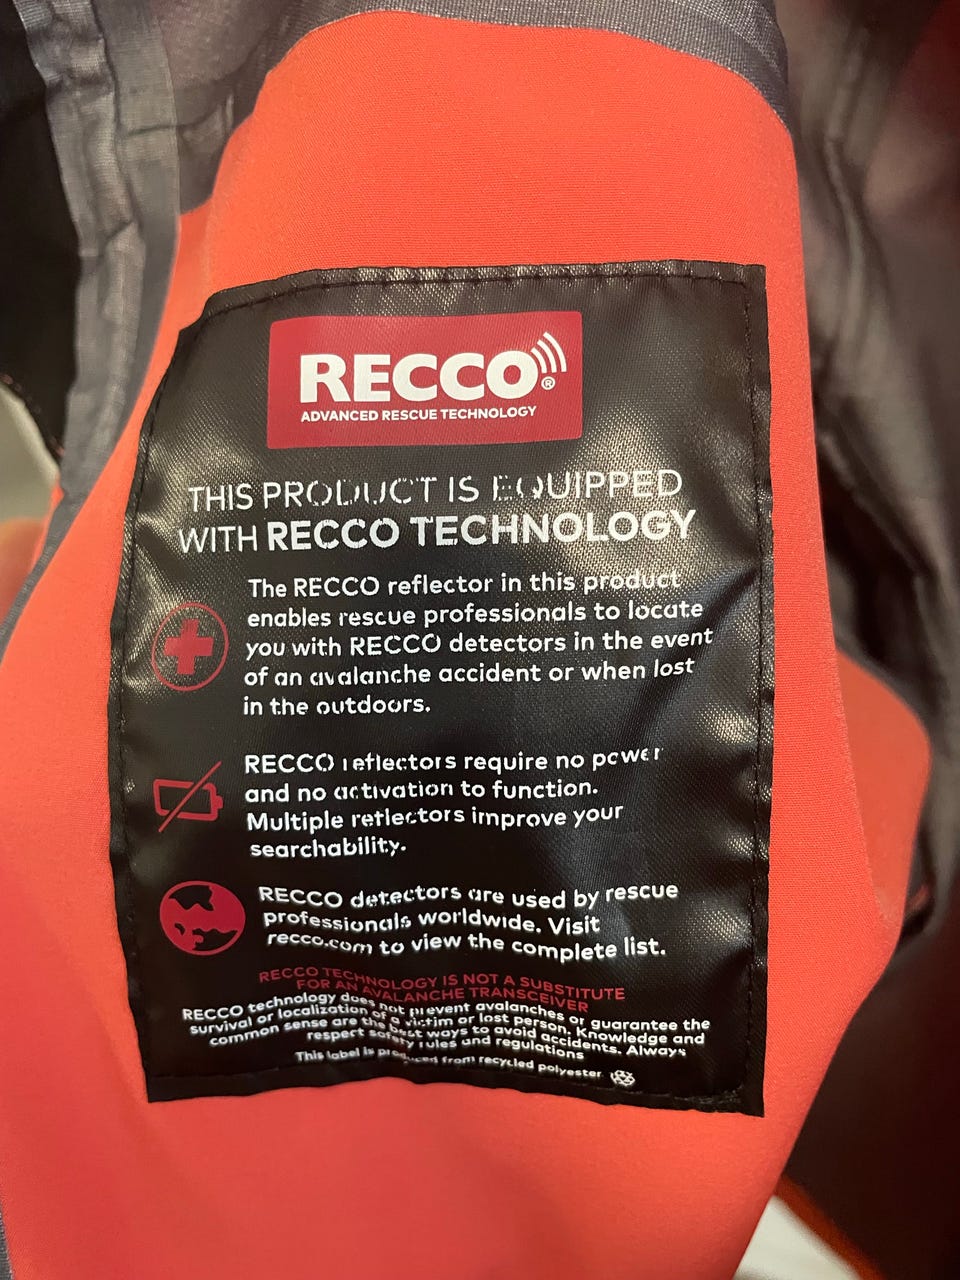 RECCO®
ADVANCED RESCUE TECHNOLOGY
THIS PRODUCT IS EQUIPPED
WITH RECCO TECHNOLOGY
The RECCO reflector in this product
enables rescue professionals to locate
you with RECCO detectors in the event
of an avalanche accident or when lost
in the outdoors.
RECCO reflectors require no power
and no activation to function.
Multiple reflectors improve your
searchability.
RECCO detectors are used by rescue
professionals worldwide. Visit
recco.com to view the complete list.
RECCO TECHNOLOGY IS NOT A SUBSTITUTE
FOR AN AVALANCHE TRANSCEIVER
RECCO technology does not prevent avalanches or guarantee the
survival or localization of a victim or lost person. Knowledge and
common sense are the best ways to avoid accidents. Always
respect safety rules and regulations
This label is produced from recycled polyester